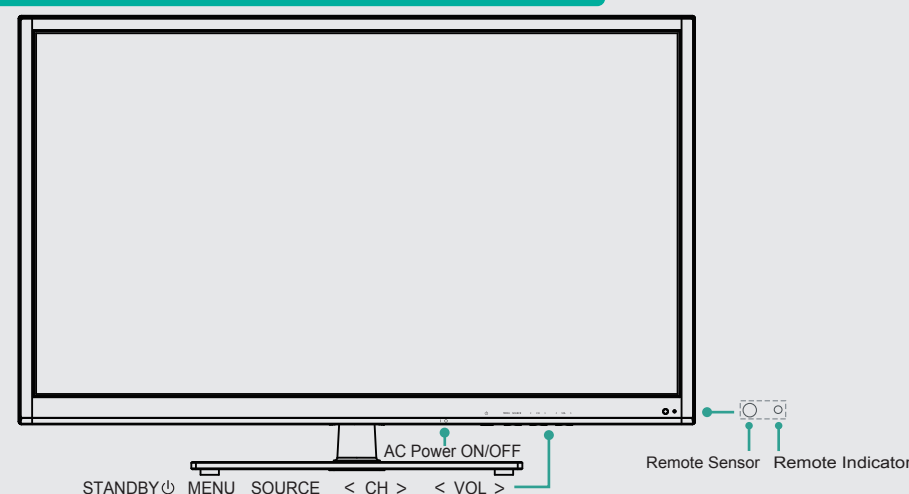 AC Power ON/OFF
Remote Sensor Remote Indicator
STANDBY⏻ MENU SOURCE < CH > < VOL >